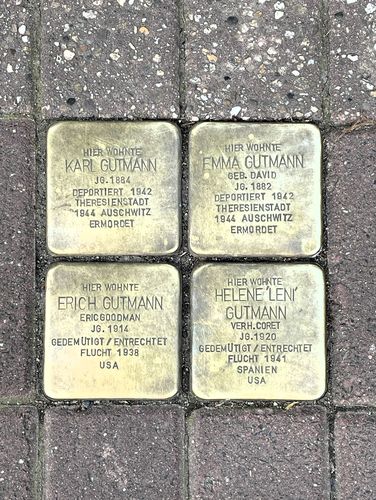 HIER WOHNTE
KARL GUTMANN
JG. 1884
DEPORTIERT 1942
THERESIENSTADT
1944 AUSCHWITZ
ERMORDET
HIER WOHNTE
EMMA GUTMANN
GEB. DAVID
JG. 1882
DEPORTIERT 1942
THERESIENSTADT
1944 AUSCHWITZ
ERMORDET
HIER WOHNTE
ERICH GUTMANN
ERIC GOODMAN
JG. 1914
GEDEMÜTIGT / ENTRECHTET
FLUCHT 1938
USA
HIER WOHNTE
HELENE 'LENI'
GUTMANN
VERH. CORET
JG. 1920
GEDEMÜTIGT / ENTRECHTET
FLUCHT 1941
SPANIEN
USA